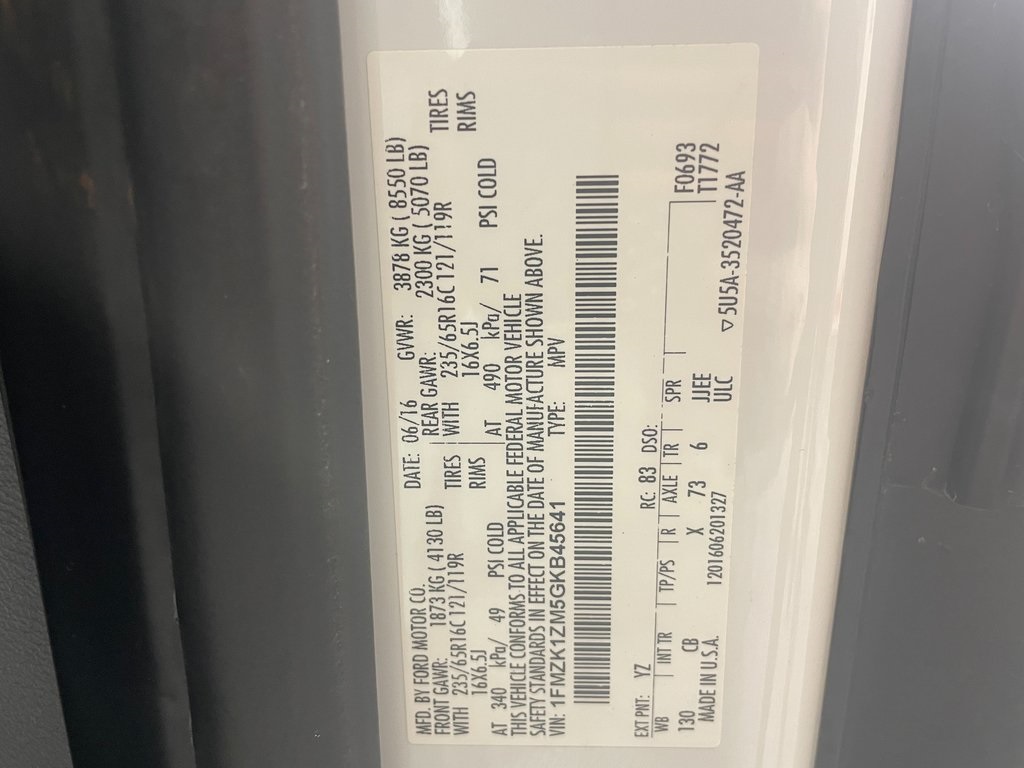 MFD. BY FORD MOTOR CO. DATE: 06/16 GVWR: 3878 KG ( 8550 LB)
FRONT GAWR: 1873 KG ( 4130 LB) REAR GAWR: 2300 KG ( 5070 LB)
WITH 235/65R16C 121/119R TIRES WITH 235/65R16C 121/119R TIRES
16X6.5J RIMS 16X6.5J RIMS
AT 340 kPa/ 49 PSI COLD AT 490 kPa/ 71 PSI COLD
THIS VEHICLE CONFORMS TO ALL APPLICABLE FEDERAL MOTOR VEHICLE
SAFETY STANDARDS IN EFFECT ON THE DATE OF MANUFACTURE SHOWN ABOVE.
VIN: 1FMZK1ZM5GKB45641 TYPE: MPV
EXT PNT: YZ RC: 83 DSO:
WB INT TR TP/PS R AXLE TR SPR F0693
130 CB X 73 6 JJEE T1772
MADE IN U.S.A. 1201606201327 ULC ▽5U5A-3520472-AA